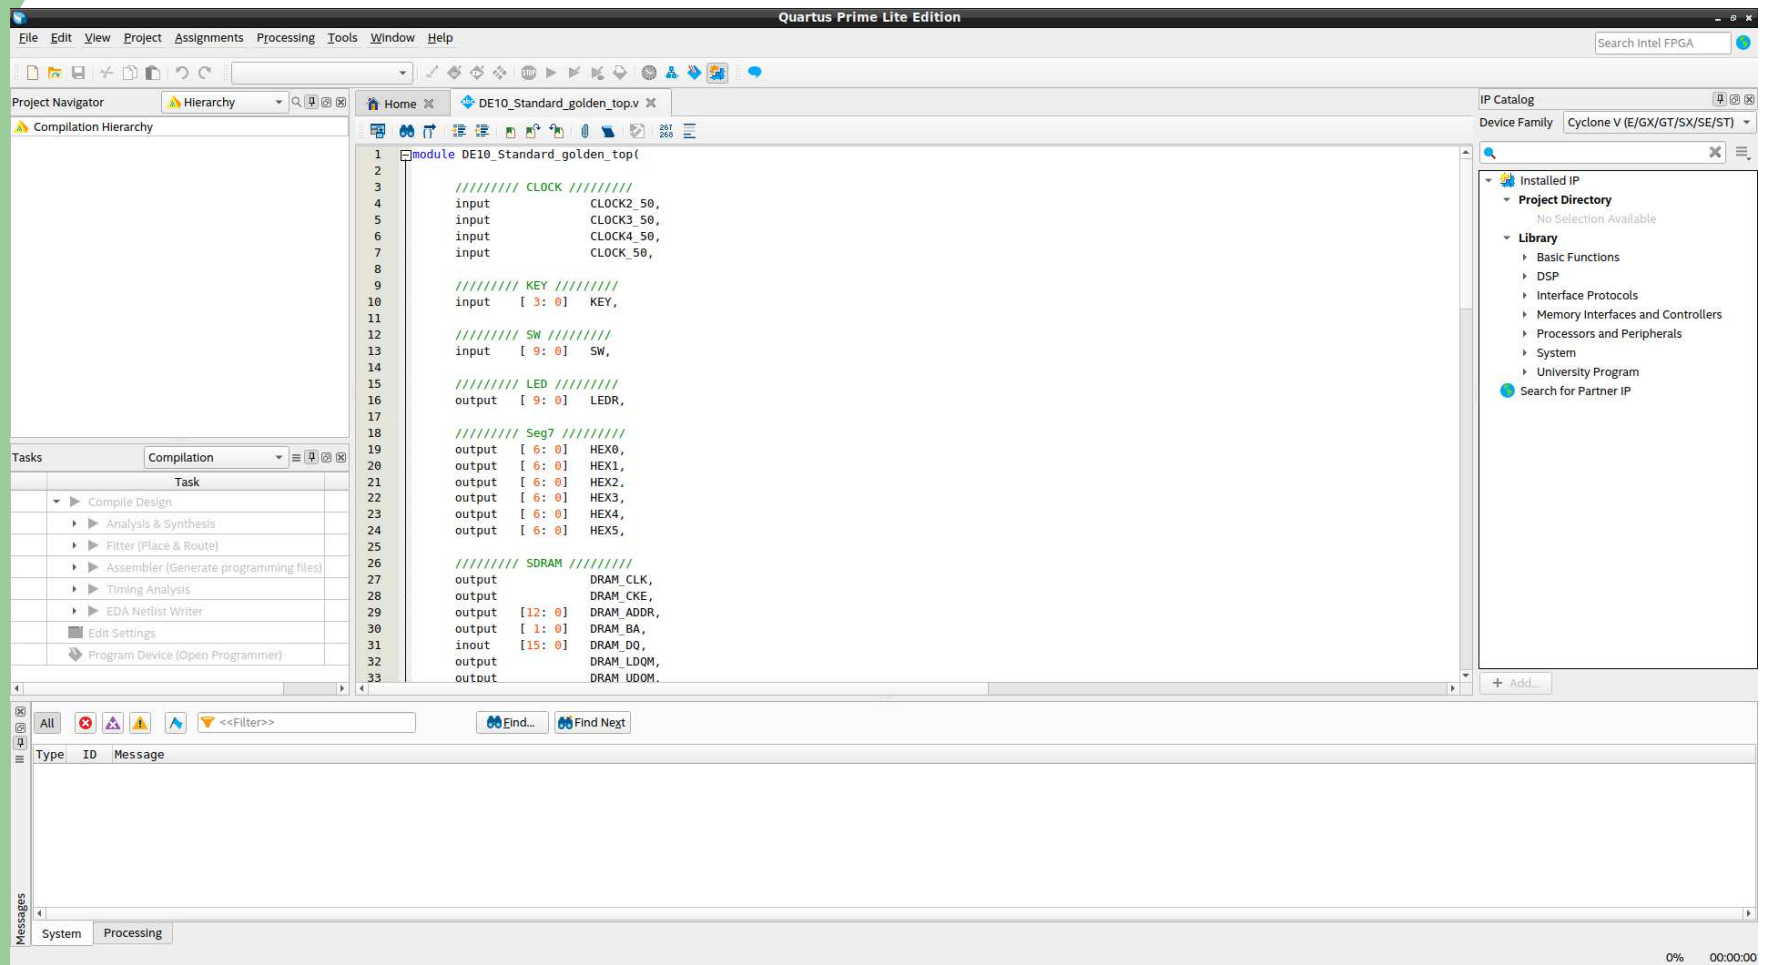 Quartus Prime Lite Edition
File Edit View Project Assignments Processing Tools Window Help
Search Intel FPGA
Project Navigator
Hierarchy
Compilation Hierarchy
Tasks
Compilation
Task
Compile Design
Analysis & Synthesis
Fitter (Place & Route)
Assembler (Generate programming files)
Timing Analysis
EDA Netlist Writer
Edit Settings
Program Device (Open Programmer)
Home
DE10_Standard_golden_top.v
267
268
1 module DE10_Standard_golden_top(
2
3 ///////// CLOCK /////////
4 input CLOCK2_50,
5 input CLOCK3_50,
6 input CLOCK4_50,
7 input CLOCK_50,
8
9 ///////// KEY /////////
10 input [ 3: 0] KEY,
11
12 ///////// SW /////////
13 input [ 9: 0] SW,
14
15 ///////// LED /////////
16 output [ 9: 0] LEDR,
17
18 ///////// Seg7 /////////
19 output [ 6: 0] HEX0,
20 output [ 6: 0] HEX1,
21 output [ 6: 0] HEX2,
22 output [ 6: 0] HEX3,
23 output [ 6: 0] HEX4,
24 output [ 6: 0] HEX5,
25
26 ///////// SDRAM /////////
27 output DRAM_CLK,
28 output DRAM_CKE,
29 output [12: 0] DRAM_ADDR,
30 output [ 1: 0] DRAM_BA,
31 inout [15: 0] DRAM_DQ,
32 output DRAM_LDQM,
33 output DRAM_UDQM,
IP Catalog
Device Family Cyclone V (E/GX/GT/SX/SE/ST)
Installed IP
Project Directory
No Selection Available
Library
Basic Functions
DSP
Interface Protocols
Memory Interfaces and Controllers
Processors and Peripherals
System
University Program
Search for Partner IP
+ Add...
All
<<Filter>>
Find...
Find Next
Type ID Message
Messages
System Processing
0% 00:00:00